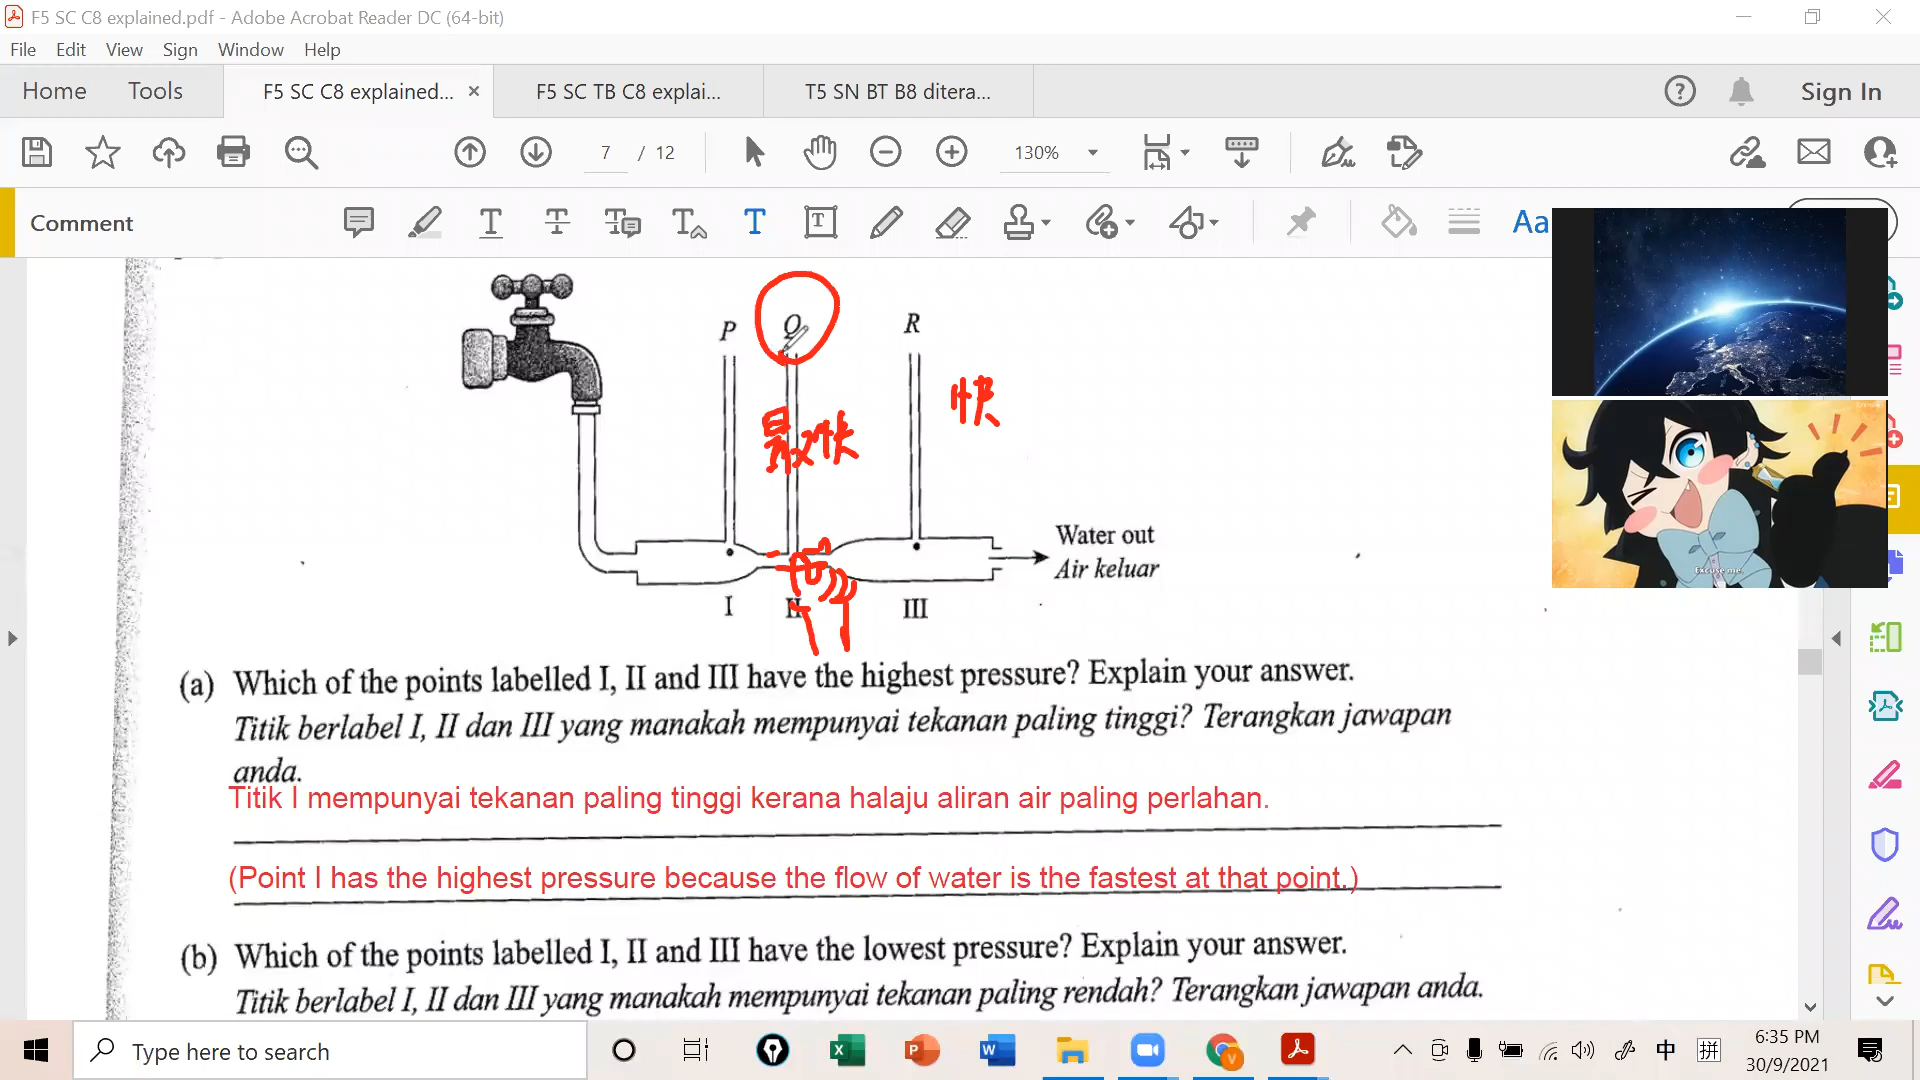 F5 SC C8 explained.pdf - Adobe Acrobat Reader DC (64-bit)
File Edit View Sign Window Help
Home Tools F5 SC C8 explained... × F5 SC TB C8 explai... T5 SN BT B8 ditera... Sign In
7 / 12 130%
Comment Aa
P Q R
快
最快
Water out
Air keluar
I II III
Excuse me.
(a) Which of the points labelled I, II and III have the highest pressure? Explain your answer.
Titik berlabel I, II dan III yang manakah mempunyai tekanan paling tinggi? Terangkan jawapan
anda.
Titik I mempunyai tekanan paling tinggi kerana halaju aliran air paling perlahan.
(Point I has the highest pressure because the flow of water is the fastest at that point.)
(b) Which of the points labelled I, II and III have the lowest pressure? Explain your answer.
Titik berlabel I, II dan III yang manakah mempunyai tekanan paling rendah? Terangkan jawapan anda.
Type here to search
中 拼
6:35 PM
30/9/2021